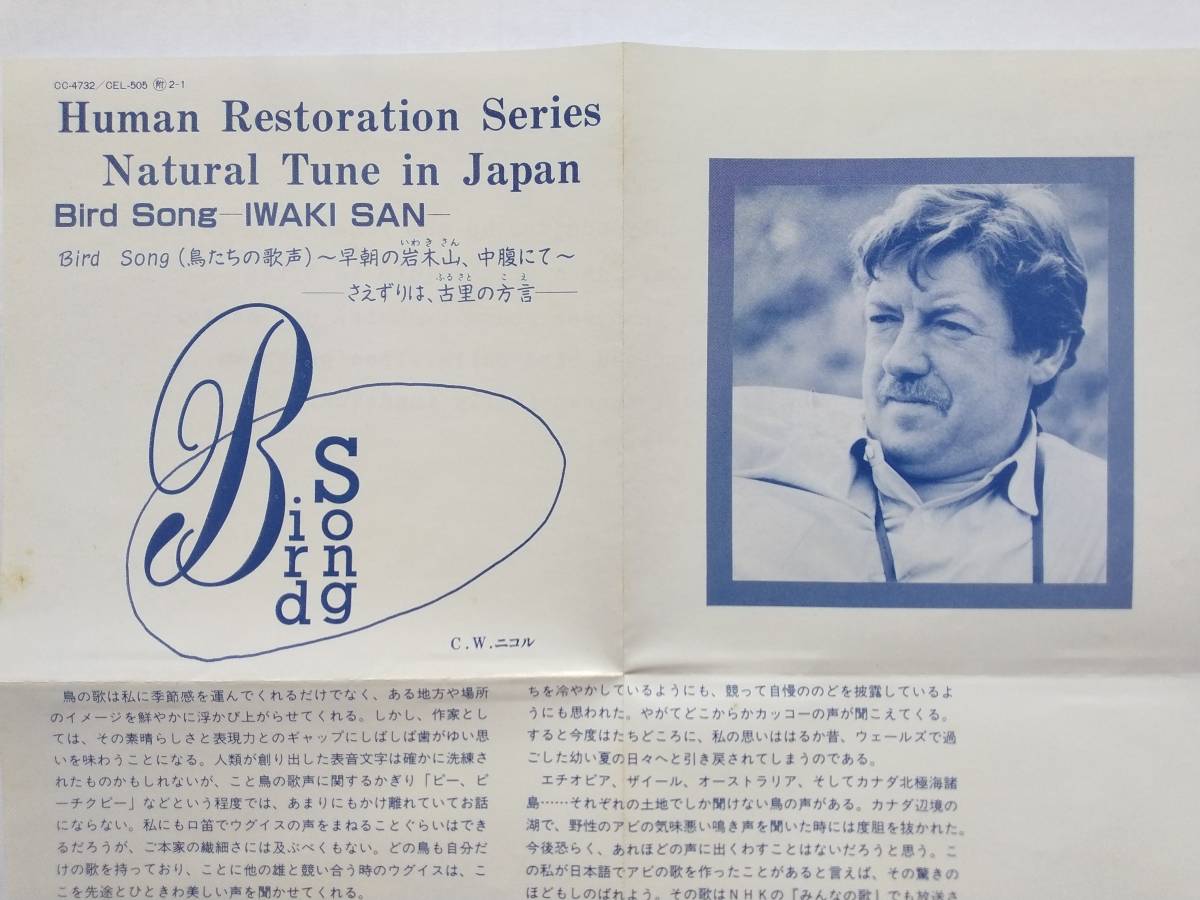 CC-4732／CEL-505 ㊟ 2-1
Human Restoration Series
Natural Tune in Japan
Bird Song—IWAKI SAN—
いわきさん
Bird Song（鳥たちの歌声）～早朝の岩木山、中腹にて～
ふるさと こえ
——さえずりは、古里の方言——
Bird
Song
C.W.ニコル
鳥の歌は私に季節感を運んでくれるだけでなく、ある地方や場所
のイメージを鮮やかに浮かび上がらせてくれる。しかし、作家とし
ては、その素晴らしさと表現力とのギャップにしばしば歯がゆい思
いを味わうことになる。人類が創り出した表音文字は確かに洗練さ
れたものかもしれないが、こと鳥の歌声に関するかぎり「ピー、ピ
ーチクピー」などという程度では、あまりにもかけ離れていてお話
にならない。私にも口笛でウグイスの声をまねることぐらいはでき
るだろうが、ご本家の繊細さには及ぶべくもない。どの鳥も自分だ
けの歌を持っており、ことに他の雄と競い合う時のウグイスは、こ
こを先途とひときわ美しい声を聞かせてくれる。
ちを冷やかしているようにも、競って自慢ののどを披露しているよ
うにも思われた。やがてどこからかカッコーの声が聞こえてくる。
すると今度はたちどころに、私の思いははるか昔、ウェールズで過
ごした幼い夏の日々へと引き戻されてしまうのである。
エチオピア、ザイール、オーストラリア、そしてカナダ北極海諸
島……それぞれの土地でしか聞けない鳥の声がある。カナダ辺境の
湖で、野性のアビの気味悪い鳴き声を聞いた時には度胆を抜かれた。
今後恐らく、あれほどの声に出くわすことはないだろうと思う。こ
の私が日本語でアビの歌を作ったことがあると言えば、その驚きの
ほどもしのばれよう。その歌はNHKの『みんなの歌』でも放送さ